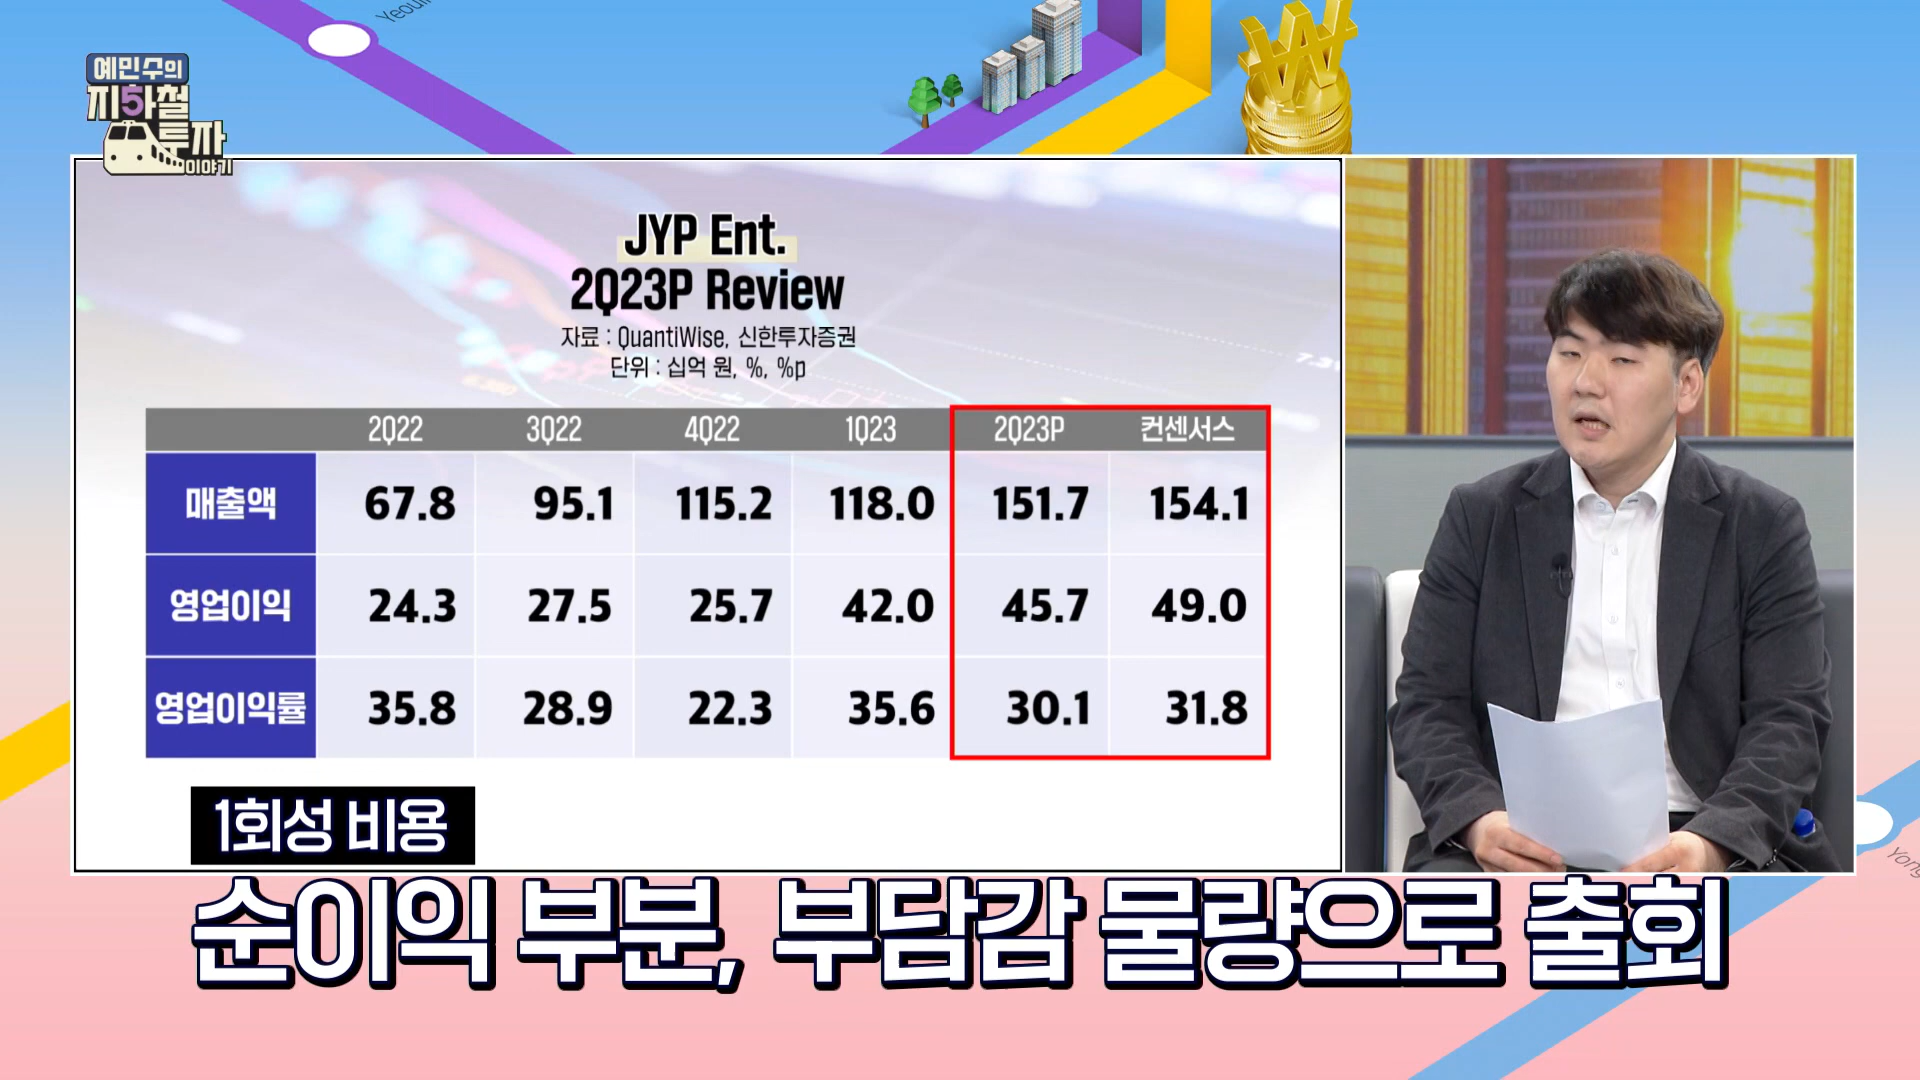 예민수의
지하철
투자
이야기
JYP Ent.
2Q23P Review
자료 : QuantiWise, 신한투자증권
단위 : 십억 원, %, %p
2Q22 3Q22 4Q22 1Q23 2Q23P 컨센서스
매출액 67.8 95.1 115.2 118.0 151.7 154.1
영업이익 24.3 27.5 25.7 42.0 45.7 49.0
영업이익률 35.8 28.9 22.3 35.6 30.1 31.8
1회성 비용
순이익 부분, 부담감 물량으로 출회